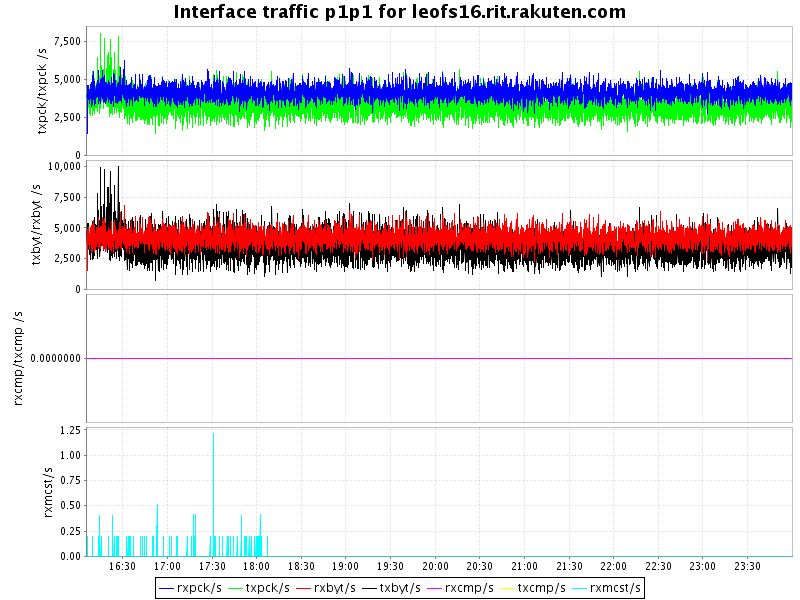 Interface traffic p1p1 for leofs16.rit.rakuten.com
txpck/txpck /s
7,500
5,000
2,500
0
txbyt/rxbyt /s
10,000
7,500
5,000
2,500
0
rxcmp/txcmp /s
0.0000000
rxmcst/s
1.25
1.00
0.75
0.50
0.25
0.00
16:30 17:00 17:30 18:00 18:30 19:00 19:30 20:00 20:30 21:00 21:30 22:00 22:30 23:00 23:30
rxpck/s txpck/s rxbyt/s txbyt/s rxcmp/s txcmp/s rxmcst/s